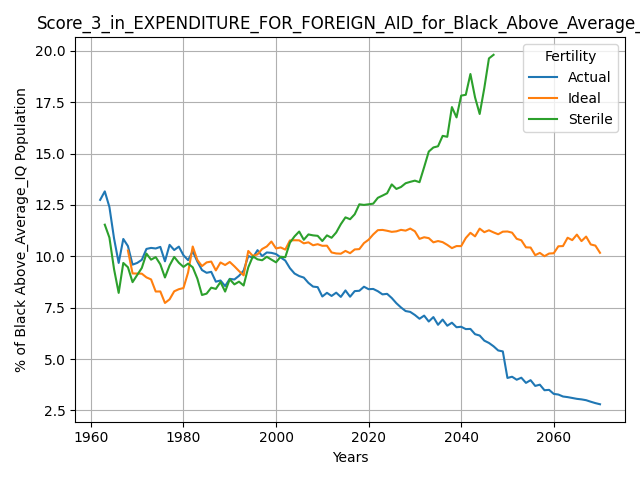 Score_3_in_EXPENDITURE_FOR_FOREIGN_AID_for_Black_Above_Average_
20.0
17.5
15.0
12.5
10.0
7.5
5.0
2.5
% of Black Above_Average_IQ Population
Fertility
Actual
Ideal
Sterile
1960 1980 2000 2020 2040 2060
Years